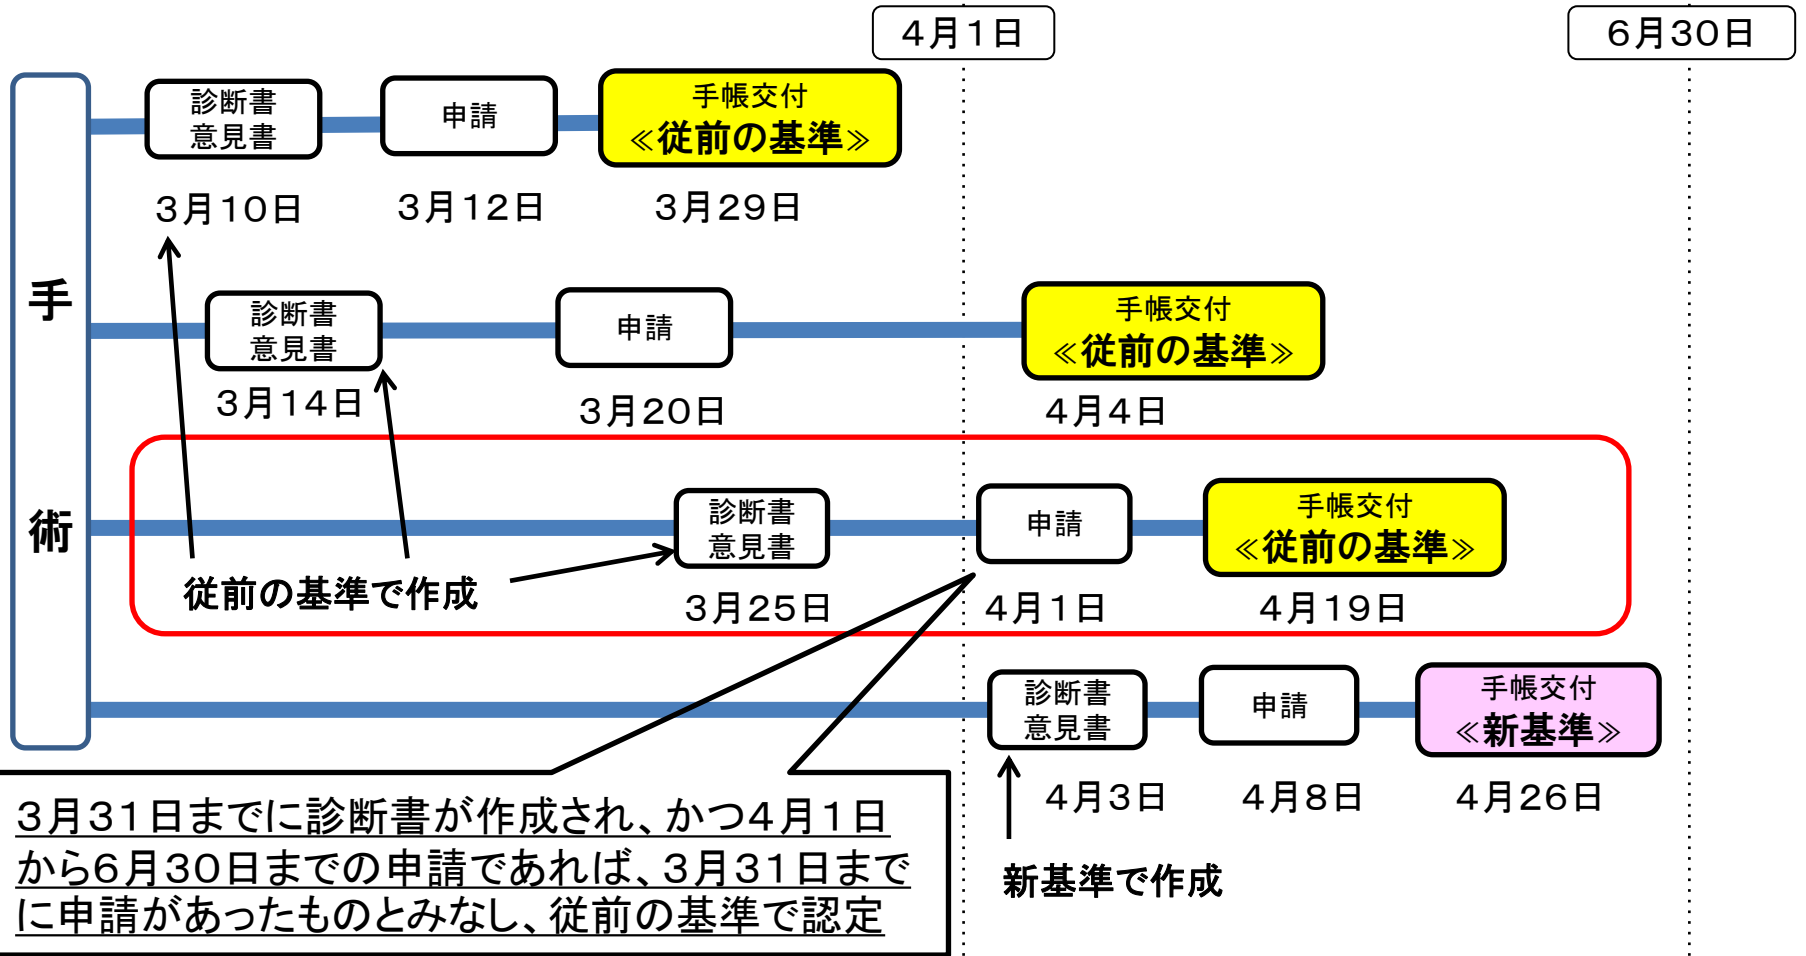 4月1日
6月30日
手
術
診断書
意見書
申請
手帳交付
≪従前の基準≫
3月10日
3月12日
3月29日
診断書
意見書
申請
手帳交付
≪従前の基準≫
3月14日
3月20日
4月4日
診断書
意見書
申請
手帳交付
≪従前の基準≫
従前の基準で作成
3月25日
4月1日
4月19日
診断書
意見書
申請
手帳交付
≪新基準≫
4月3日
4月8日
4月26日
新基準で作成
3月31日までに診断書が作成され、かつ4月1日
から6月30日までの申請であれば、3月31日まで
に申請があったものとみなし、従前の基準で認定